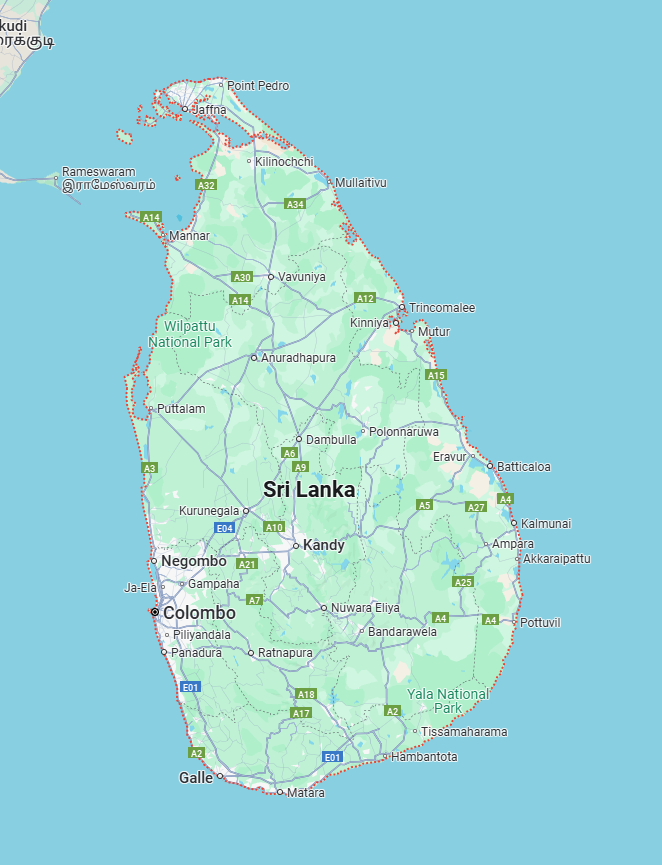 kudi
ரைக்குடி
Point Pedro
Jaffna
Kilinochchi
Rameswaram
இராமேஸ்வரம்
A32
Mullaitivu
A34
A14
Mannar
A30
Vavuniya
A14
A12
Trincomalee
Kinniya
Mutur
Wilpattu
National Park
Anuradhapura
A15
Puttalam
Dambulla
Polonnaruwa
A6
Eravur
A3
A9
Batticaloa
Sri Lanka
A4
A5
A27
Kurunegala
E04
A10
Kalmunai
Kandy
Ampara
Negombo
A21
Akkaraipattu
Ja-Ela
Gampaha
A25
A7
Colombo
Nuwara Eliya
A4
A4
Pottuvil
Piliyandala
Bandarawela
Panadura
Ratnapura
E01
A18
Yala National
Park
A17
A2
Tissamaharama
A2
E01
Hambantota
Galle
Matara